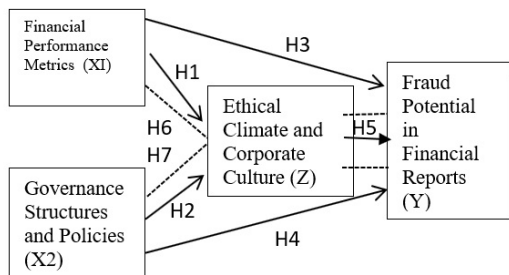 Financial
Performance
Metrics (XI)
H3
H1
Fraud
Potential
in
Financial
Reports
(Y)
Ethical
Climate and
Corporate
Culture (Z)
H5
H6
H7
Governance
Structures
and Policies
(X2)
H2
H4